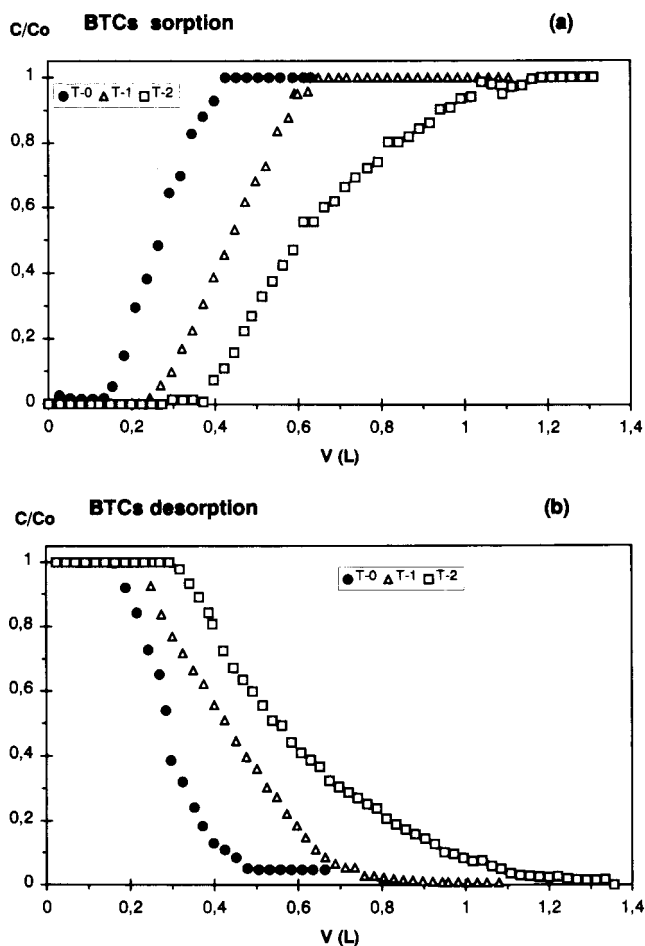 C/Co BTCs sorption (a)
T-0 T-1 T-2
1
0,8
0,6
0,4
0,2
0
0 0,2 0,4 0,6 0,8 1 1,2 1,4
V (L)
C/Co BTCs desorption (b)
T-0 T-1 T-2
1
0,8
0,6
0,4
0,2
0
0 0,2 0,4 0,6 0,8 1 1,2 1,4
V (L)